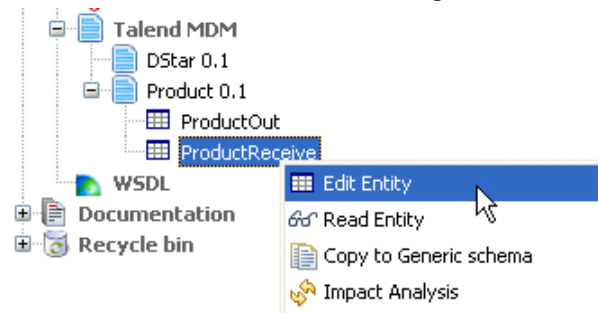 Talend MDM
DStar 0.1
Product 0.1
ProductOut
ProductReceive
WSDL
Edit Entity
Documentation
Read Entity
Recycle bin
Copy to Generic schema
Impact Analysis